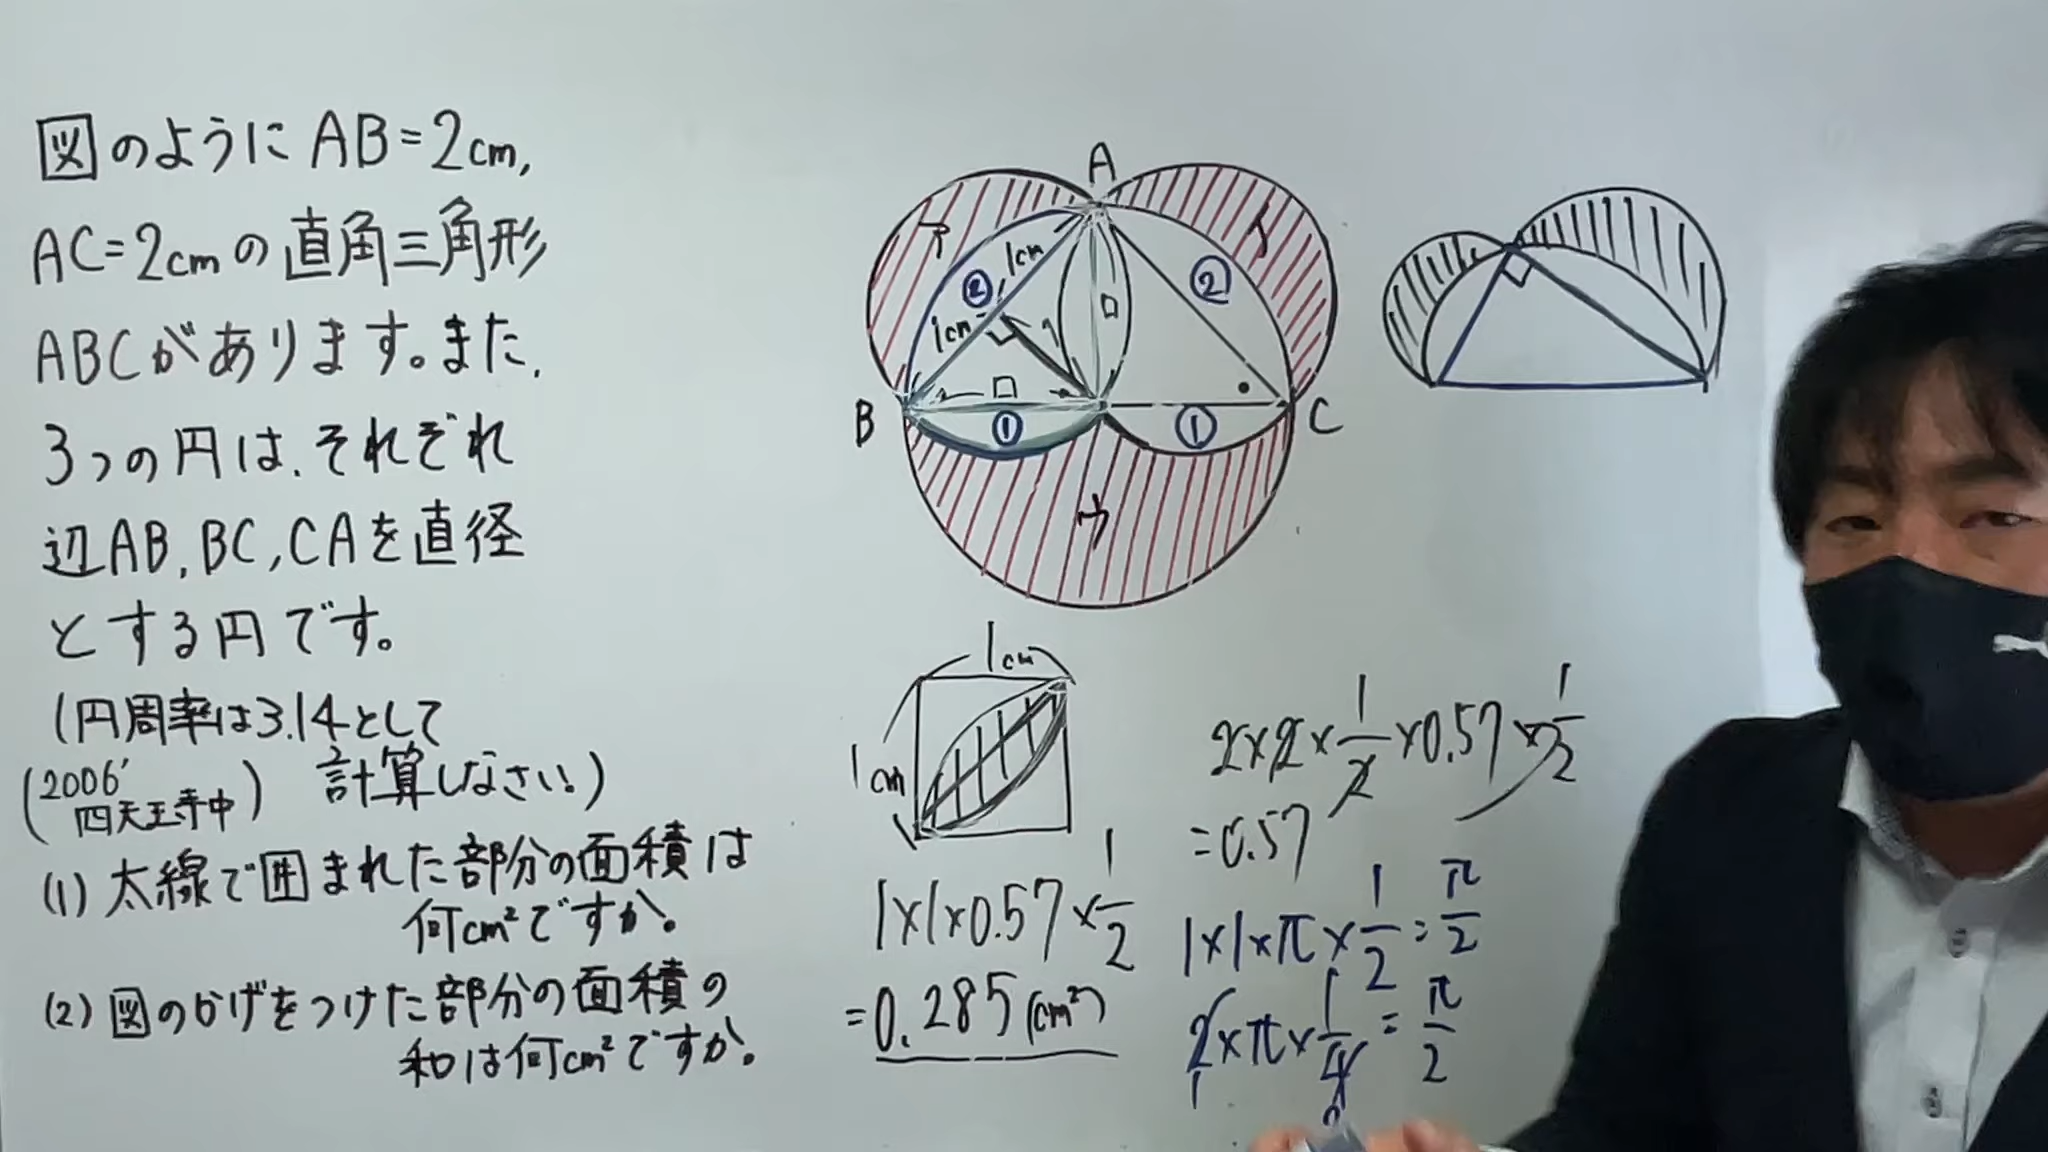 図のようにAB=2cm,
AC=2cmの直角三角形
ABCがあります。また、
3つの円は、それぞれ
辺AB,BC,CAを直径
とする円です。
(円周率は3.14として
計算しなさい。)
(2006'
四天王寺中)
(1) 太線で囲まれた部分の面積は
何cm²ですか。
(2) 図のかげをつけた部分の面積の
和は何cm²ですか。
A
ア
イ
1cm
②
②
1cm
□
□
B
①
①
C
ウ
1cm
1cm
1×1×0.57×1/2
=0.285(cm²)
2×2×1/2×0.57×1/2
=0.57
1×1×π×1/2=π/2
2×π×1/4=π/2
1
2